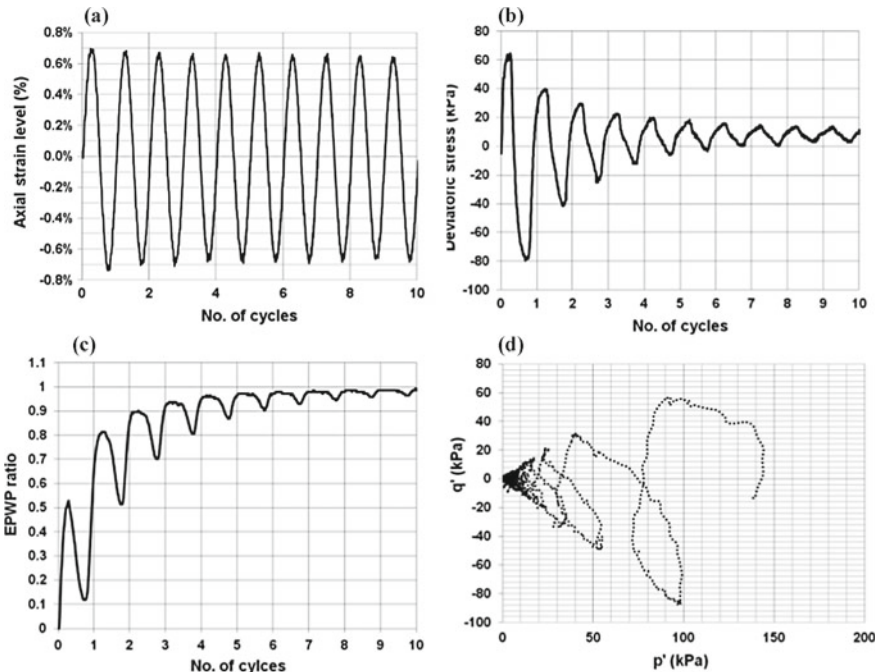 (a)
0.8%
0.6%
0.4%
0.2%
0.0%
-0.2%
-0.4%
-0.6%
-0.8%
Axial strain level (%)
0 2 4 6 8 10
No. of cycles
(b)
80
60
40
20
0
-20
-40
-60
-80
-100
Deviatoric stress (kPa)
0 1 2 3 4 5 6 7 8 9 10
No. of cycles
(c)
1.1
1
0.9
0.8
0.7
0.6
0.5
0.4
0.3
0.2
0.1
0
EPWP ratio
0 1 2 3 4 5 6 7 8 9 10
No. of cylces
(d)
80
60
40
20
0
-20
-40
-60
-80
-100
q' (kPa)
0 50 100 150 200
p' (kPa)